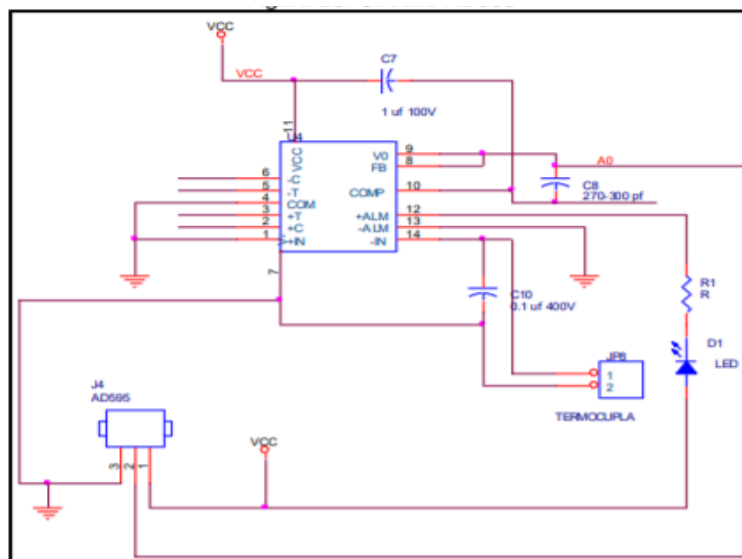 VCC
VCC
C7
1 uf 100V
11
U4
VCC
6 -C
5 -T
4 COM
3 +T
2 +C
1 +IN
7
V0 9
FB 8
COMP 10
+ALM 12
-ALM 13
-IN 14
A0
C8
270-300 pf
C10
0.1 uf 400V
R1
R
D1
LED
JP6
1
2
TERMOCUPLA
J4
AD595
3
2
1
VCC